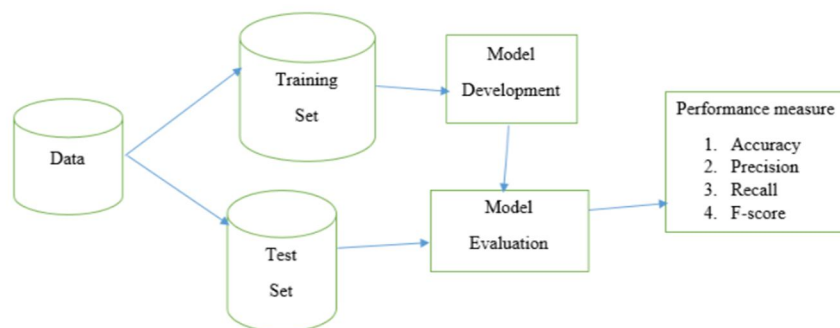 Data
Training
Set
Test
Set
Model
Development
Model
Evaluation
Performance measure
1. Accuracy
2. Precision
3. Recall
4. F-score